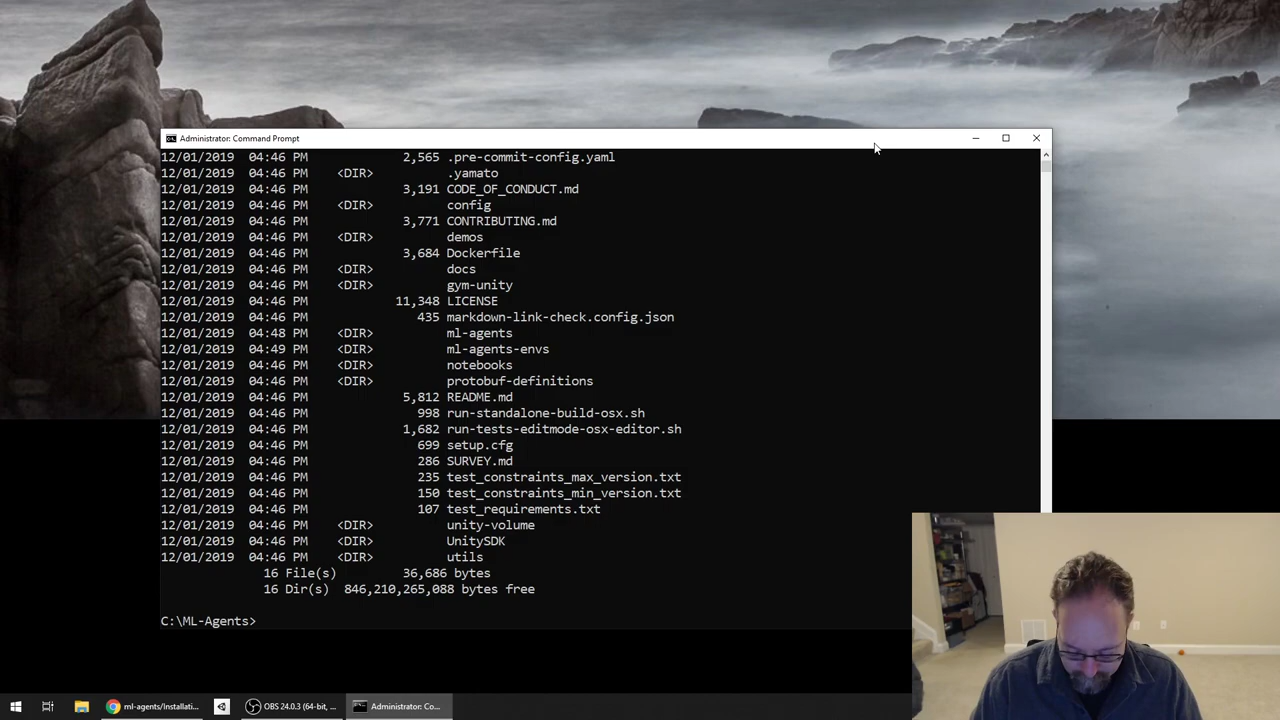 Administrator: Command Prompt
12/01/2019 04:46 PM 2,565 .pre-commit-config.yaml
12/01/2019 04:46 PM <DIR> .yamato
12/01/2019 04:46 PM 3,191 CODE_OF_CONDUCT.md
12/01/2019 04:46 PM <DIR> config
12/01/2019 04:46 PM 3,771 CONTRIBUTING.md
12/01/2019 04:46 PM <DIR> demos
12/01/2019 04:46 PM 3,684 Dockerfile
12/01/2019 04:46 PM <DIR> docs
12/01/2019 04:46 PM <DIR> gym-unity
12/01/2019 04:46 PM 11,348 LICENSE
12/01/2019 04:46 PM 435 markdown-link-check.config.json
12/01/2019 04:48 PM <DIR> ml-agents
12/01/2019 04:49 PM <DIR> ml-agents-envs
12/01/2019 04:46 PM <DIR> notebooks
12/01/2019 04:46 PM <DIR> protobuf-definitions
12/01/2019 04:46 PM 5,812 README.md
12/01/2019 04:46 PM 998 run-standalone-build-osx.sh
12/01/2019 04:46 PM 1,682 run-tests-editmode-osx-editor.sh
12/01/2019 04:46 PM 699 setup.cfg
12/01/2019 04:46 PM 286 SURVEY.md
12/01/2019 04:46 PM 235 test_constraints_max_version.txt
12/01/2019 04:46 PM 150 test_constraints_min_version.txt
12/01/2019 04:46 PM 107 test_requirements.txt
12/01/2019 04:46 PM <DIR> unity-volume
12/01/2019 04:46 PM <DIR> UnitySDK
12/01/2019 04:46 PM <DIR> utils
16 File(s) 36,686 bytes
16 Dir(s) 846,210,265,088 bytes free
C:\ML-Agents>
ml-agents/Installati... OBS 24.0.3 (64-bit, ... Administrator: Co...